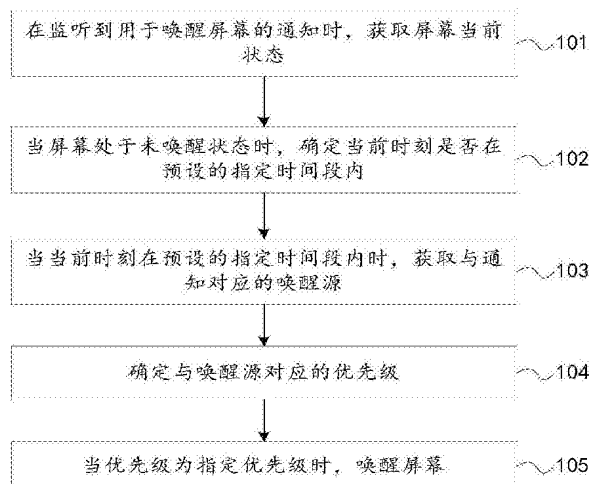 在监听到用于唤醒屏幕的通知时，获取屏幕当前
状态
101
当屏幕处于未唤醒状态时，确定当前时刻是否在
预设的指定时间段内
102
当当前时刻在预设的指定时间段内时，获取与通
知对应的唤醒源
103
确定与唤醒源对应的优先级
104
当优先级为指定优先级时，唤醒屏幕
105